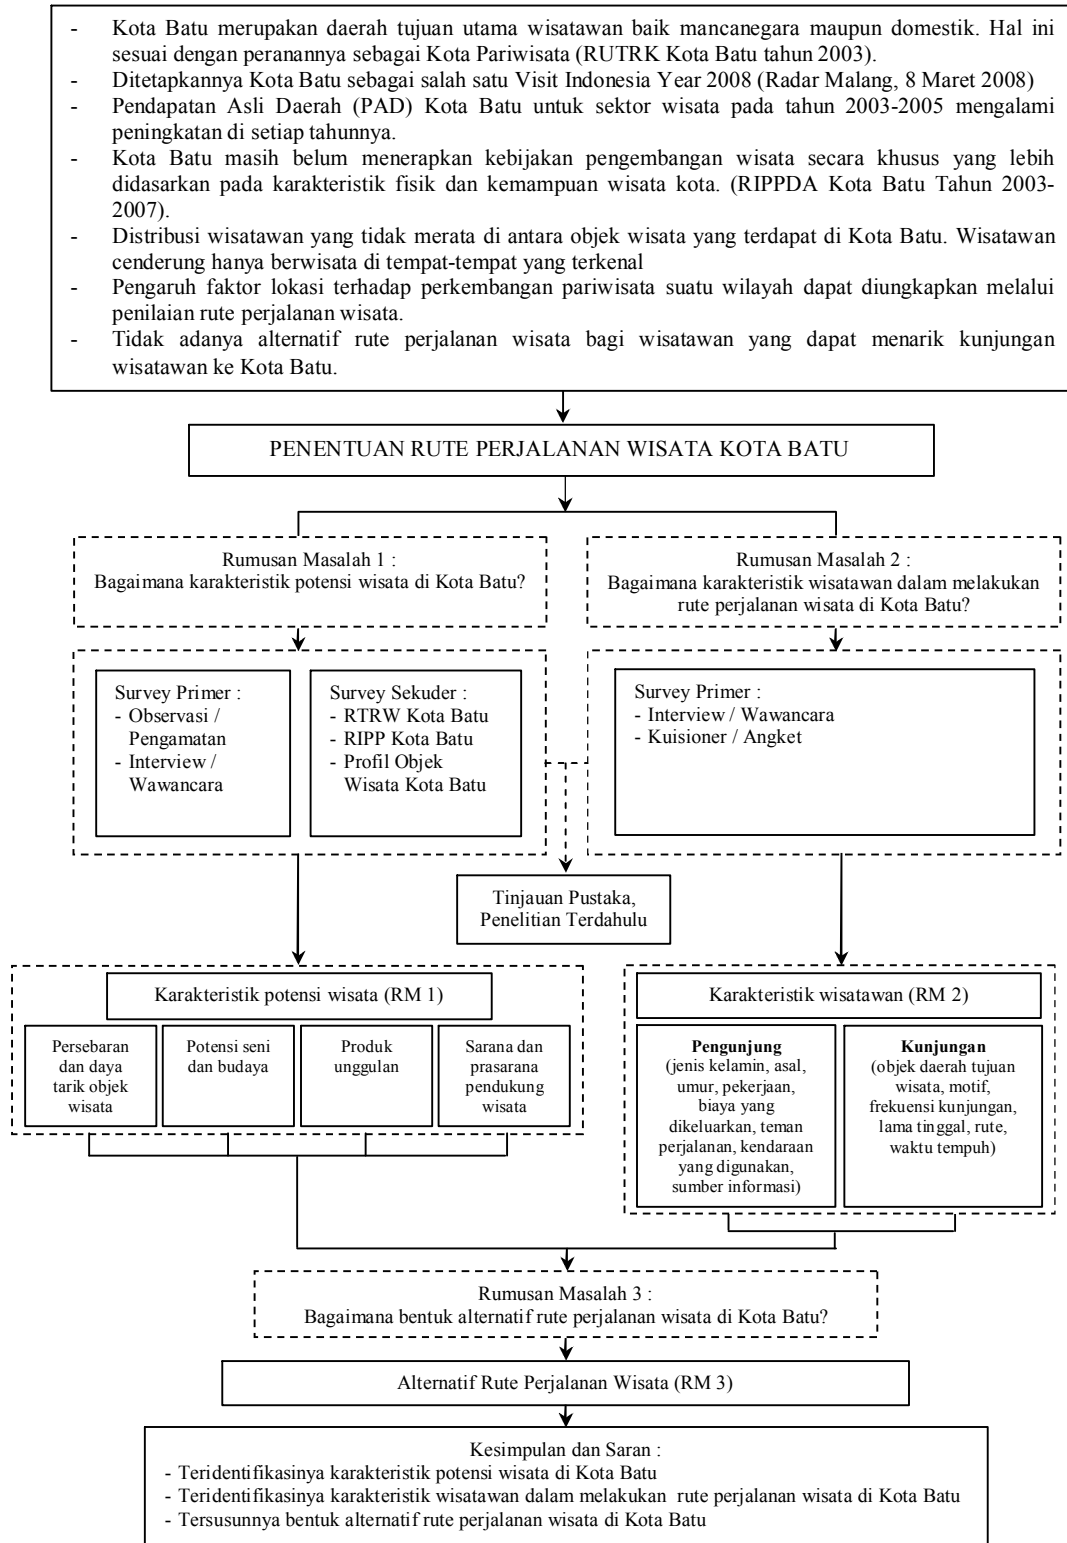 - Kota Batu merupakan daerah tujuan utama wisatawan baik mancanegara maupun domestik. Hal ini
sesuai dengan peranannya sebagai Kota Pariwisata (RUTRK Kota Batu tahun 2003).
- Ditetapkannya Kota Batu sebagai salah satu Visit Indonesia Year 2008 (Radar Malang, 8 Maret 2008)
- Pendapatan Asli Daerah (PAD) Kota Batu untuk sektor wisata pada tahun 2003-2005 mengalami
peningkatan di setiap tahunnya.
- Kota Batu masih belum menerapkan kebijakan pengembangan wisata secara khusus yang lebih
didasarkan pada karakteristik fisik dan kemampuan wisata kota. (RIPPDA Kota Batu Tahun 2003-
2007).
- Distribusi wisatawan yang tidak merata di antara objek wisata yang terdapat di Kota Batu. Wisatawan
cenderung hanya berwisata di tempat-tempat yang terkenal
- Pengaruh faktor lokasi terhadap perkembangan pariwisata suatu wilayah dapat diungkapkan melalui
penilaian rute perjalanan wisata.
- Tidak adanya alternatif rute perjalanan wisata bagi wisatawan yang dapat menarik kunjungan
wisatawan ke Kota Batu.
PENENTUAN RUTE PERJALANAN WISATA KOTA BATU
Rumusan Masalah 1 :
Bagaimana karakteristik potensi wisata di Kota Batu?
Rumusan Masalah 2 :
Bagaimana karakteristik wisatawan dalam melakukan
rute perjalanan wisata di Kota Batu?
Survey Primer :
- Observasi /
Pengamatan
- Interview /
Wawancara
Survey Sekuder :
- RTRW Kota Batu
- RIPP Kota Batu
- Profil Objek
Wisata Kota Batu
Survey Primer :
- Interview / Wawancara
- Kuisioner / Angket
Tinjauan Pustaka,
Penelitian Terdahulu
Karakteristik potensi wisata (RM 1)
Persebaran
dan daya
tarik objek
wisata
Potensi seni
dan budaya
Produk
unggulan
Sarana dan
prasarana
pendukung
wisata
Karakteristik wisatawan (RM 2)
Pengunjung
(jenis kelamin, asal,
umur, pekerjaan,
biaya yang
dikeluarkan, teman
perjalanan, kendaraan
yang digunakan,
sumber informasi)
Kunjungan
(objek daerah tujuan
wisata, motif,
frekuensi kunjungan,
lama tinggal, rute,
waktu tempuh)
Rumusan Masalah 3 :
Bagaimana bentuk alternatif rute perjalanan wisata di Kota Batu?
Alternatif Rute Perjalanan Wisata (RM 3)
Kesimpulan dan Saran :
- Teridentifikasinya karakteristik potensi wisata di Kota Batu
- Teridentifikasinya karakteristik wisatawan dalam melakukan rute perjalanan wisata di Kota Batu
- Tersusunnya bentuk alternatif rute perjalanan wisata di Kota Batu